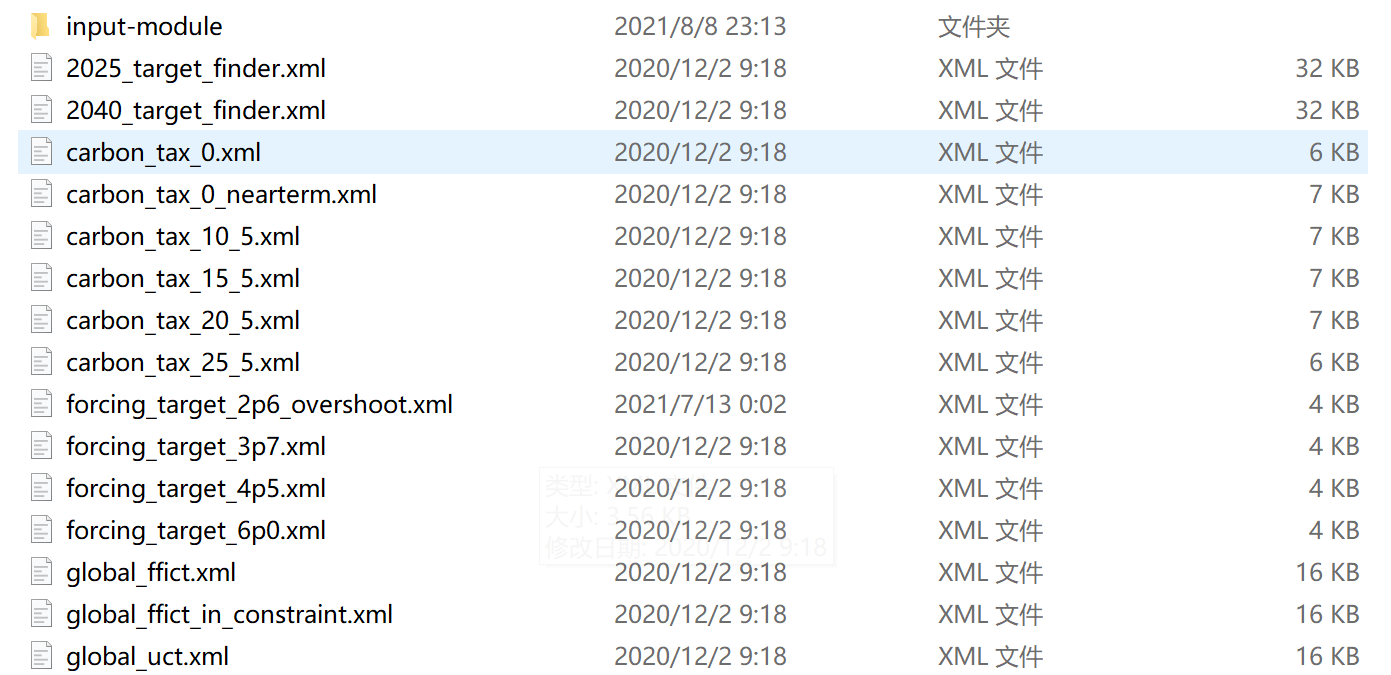 input-module 2021/8/8 23:13 文件夹
2025_target_finder.xml 2020/12/2 9:18 XML 文件 32 KB
2040_target_finder.xml 2020/12/2 9:18 XML 文件 32 KB
carbon_tax_0.xml 2020/12/2 9:18 XML 文件 6 KB
carbon_tax_0_nearterm.xml 2020/12/2 9:18 XML 文件 7 KB
carbon_tax_10_5.xml 2020/12/2 9:18 XML 文件 7 KB
carbon_tax_15_5.xml 2020/12/2 9:18 XML 文件 7 KB
carbon_tax_20_5.xml 2020/12/2 9:18 XML 文件 7 KB
carbon_tax_25_5.xml 2020/12/2 9:18 XML 文件 6 KB
forcing_target_2p6_overshoot.xml 2021/7/13 0:02 XML 文件 4 KB
forcing_target_3p7.xml 2020/12/2 9:18 XML 文件 4 KB
forcing_target_4p5.xml 2020/12/2 9:18 XML 文件 4 KB
类型:
forcing_target_6p0.xml 2020/12/2 9:18 XML 文件 4 KB
大小: 3.56 KB
修改日期: 2020/12/2 9:18
global_ffict.xml 2020/12/2 9:18 XML 文件 16 KB
global_ffict_in_constraint.xml 2020/12/2 9:18 XML 文件 16 KB
global_uct.xml 2020/12/2 9:18 XML 文件 16 KB